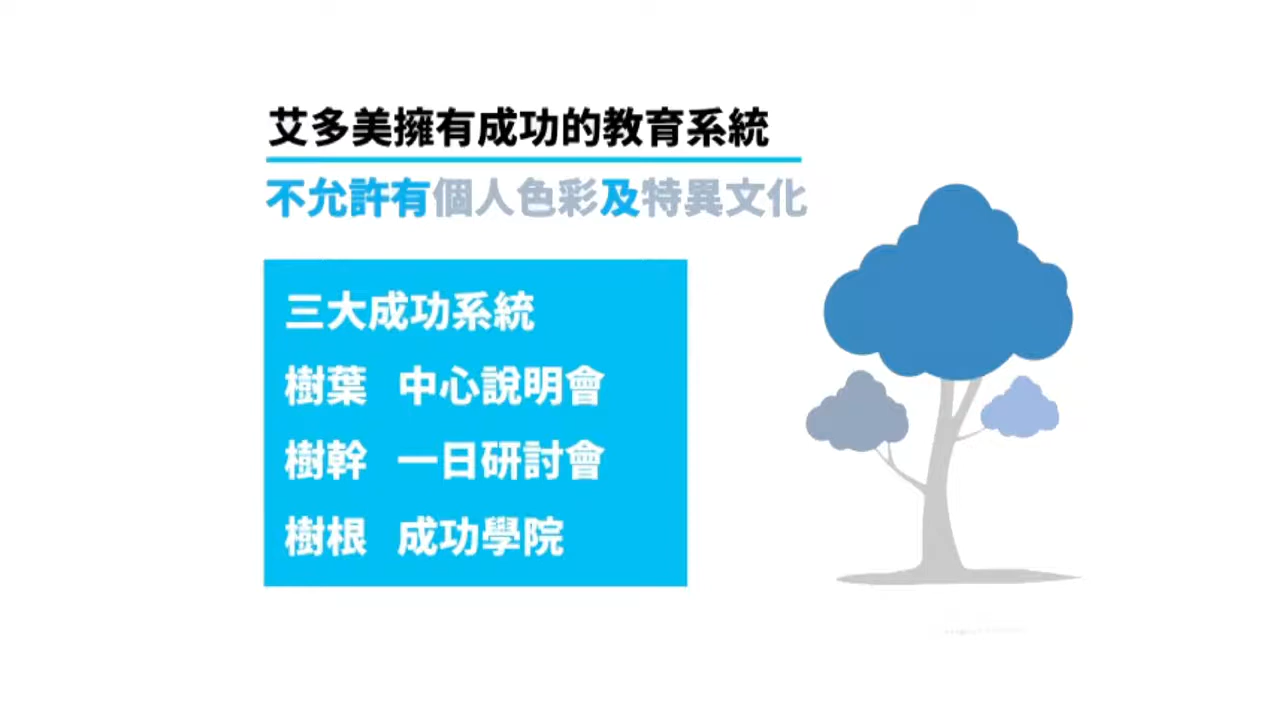 艾多美擁有成功的教育系統
不允許有個人色彩及特異文化
三大成功系統
樹葉 中心說明會
樹幹 一日研討會
樹根 成功學院